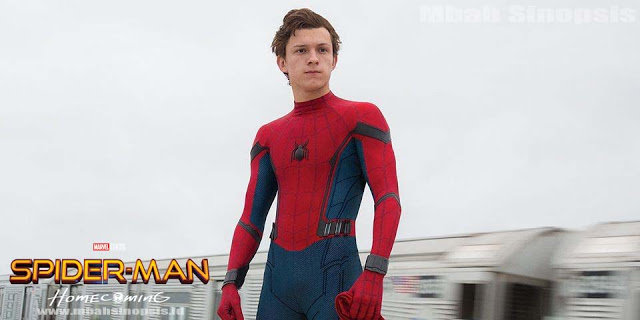 Mbah Sinopsis
MARVEL STUDIOS
SPIDER-MAN
HOMECOMING
www.mbahsinopsis.id